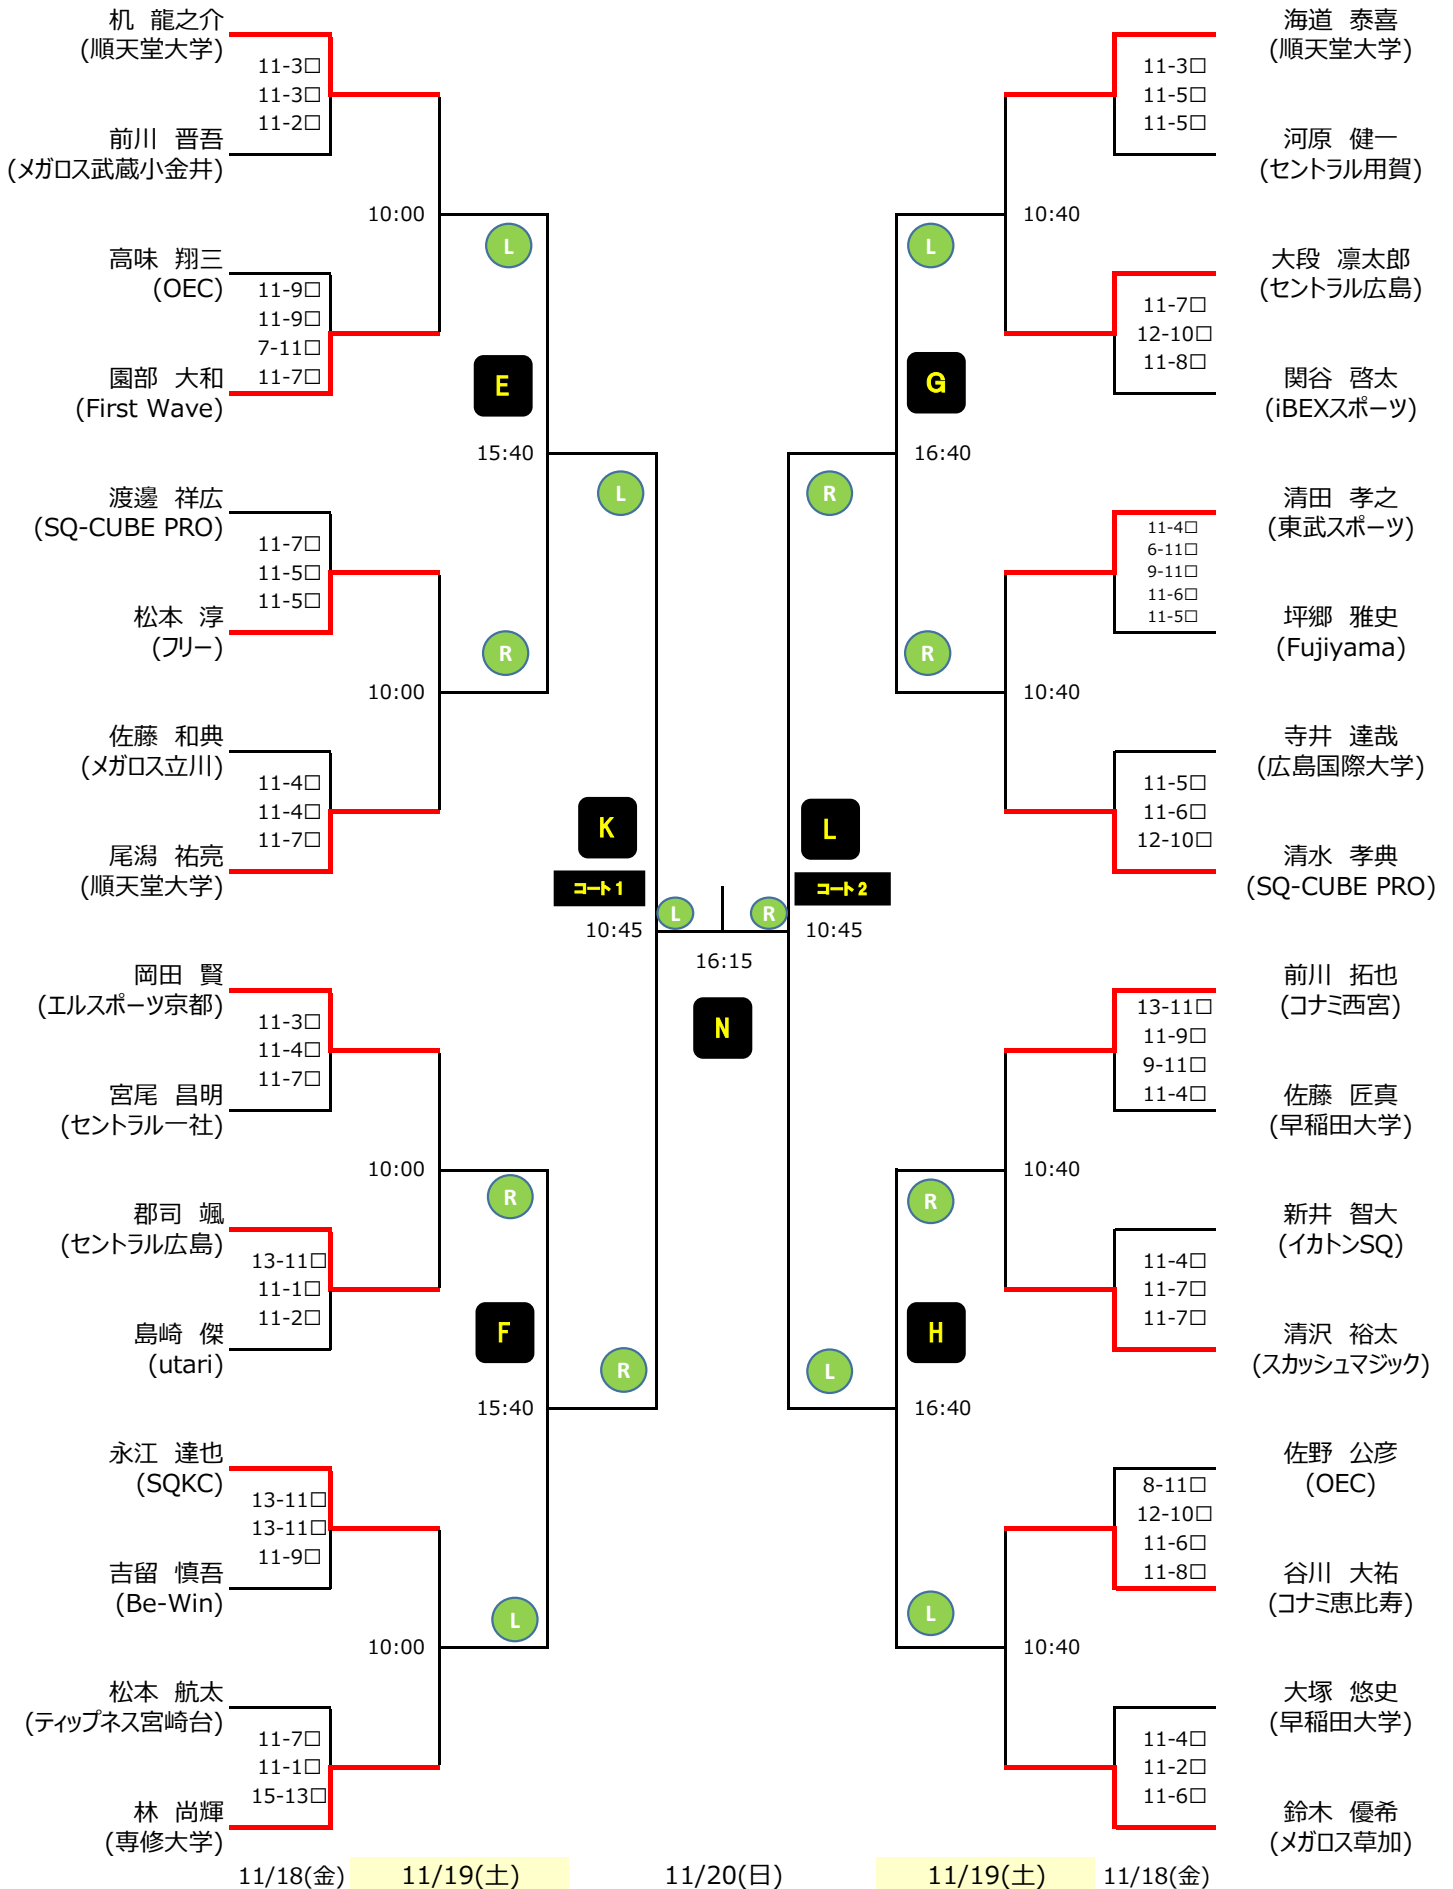 机 龍之介
(順天堂大学)
11-3□
11-3□
11-2□
前川 晋吾
(メガロス武蔵小金井)
10:00
L
高味 翔三
(OEC)
11-9□
11-9□
7-11□
11-7□
園部 大和
(First Wave)
E
15:40
渡邊 祥広
(SQ-CUBE PRO)
L
11-7□
11-5□
11-5□
松本 淳
(フリー)
R
10:00
佐藤 和典
(メガロス立川)
11-4□
11-4□
11-7□
尾潟 祐亮
(順天堂大学)
K
コート1
10:45
岡田 賢
(エルスポーツ京都)
11-3□
11-4□
11-7□
宮尾 昌明
(セントラル一社)
10:00
R
郡司 颯
(セントラル広島)
13-11□
11-1□
11-2□
島崎 傑
(utari)
F
R
15:40
永江 達也
(SQKC)
13-11□
13-11□
11-9□
吉留 慎吾
(Be-Win)
L
10:00
松本 航太
(ティップネス宮崎台)
11-7□
11-1□
15-13□
林 尚輝
(専修大学)
L
R
16:15
N
海道 泰喜
(順天堂大学)
11-3□
11-5□
11-5□
河原 健一
(セントラル用賀)
10:40
L
大段 凛太郎
(セントラル広島)
11-7□
12-10□
11-8□
関谷 啓太
(iBEXスポーツ)
G
16:40
R
清田 孝之
(東武スポーツ)
11-4□
6-11□
9-11□
11-6□
11-5□
坪郷 雅史
(Fujiyama)
R
10:40
寺井 達哉
(広島国際大学)
11-5□
11-6□
12-10□
清水 孝典
(SQ-CUBE PRO)
L
コート2
10:45
前川 拓也
(コナミ西宮)
13-11□
11-9□
9-11□
11-4□
佐藤 匠真
(早稲田大学)
10:40
R
新井 智大
(イカトンSQ)
11-4□
11-7□
11-7□
清沢 裕太
(スカッシュマジック)
H
L
16:40
佐野 公彦
(OEC)
8-11□
12-10□
11-6□
11-8□
谷川 大祐
(コナミ恵比寿)
L
10:40
大塚 悠史
(早稲田大学)
11-4□
11-2□
11-6□
鈴木 優希
(メガロス草加)
11/18(金) 11/19(土) 11/20(日) 11/19(土) 11/18(金)